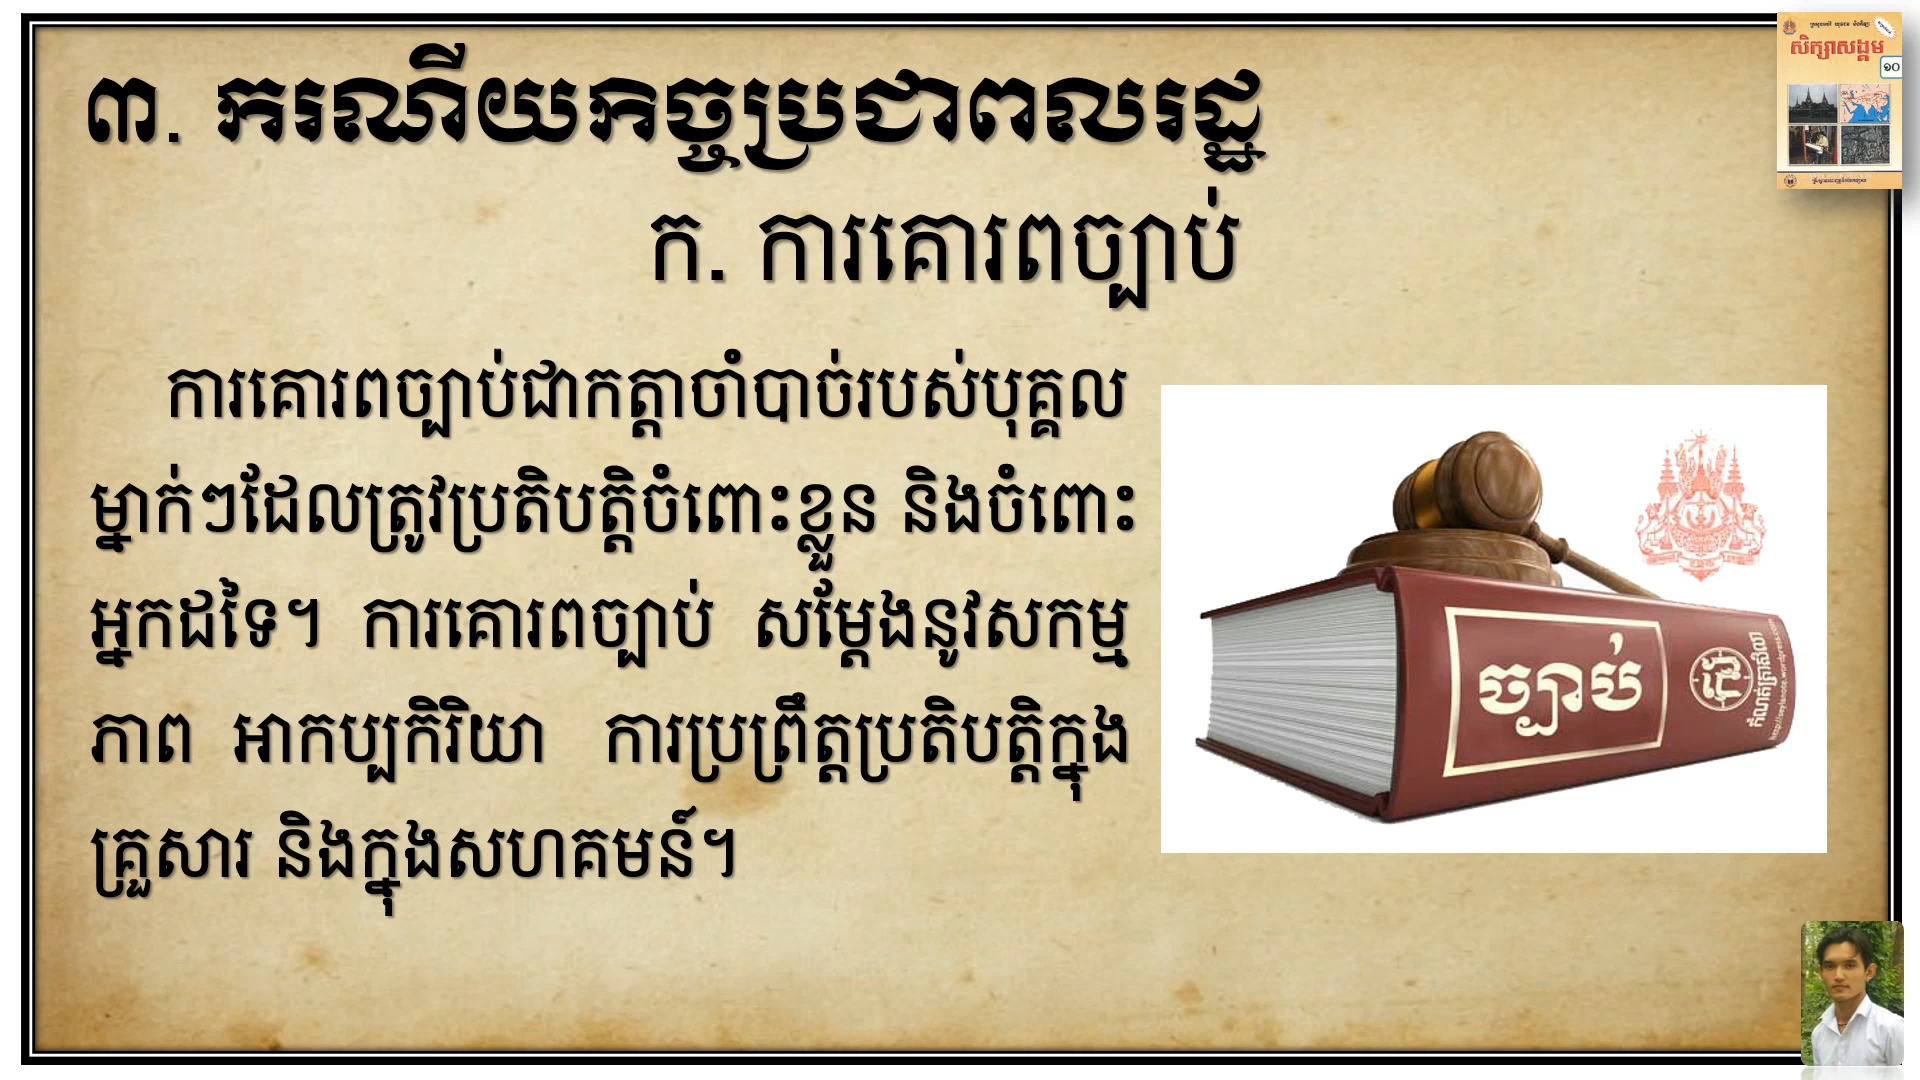 ៣. ករណីយកិច្ចប្រជាពលរដ្ឋ
សិក្សាសង្គម
១០
ក. ការគោរពច្បាប់
ការគោរពច្បាប់ជាកត្តាចាំបាច់របស់បុគ្គល
ម្នាក់ៗដែលត្រូវប្រតិបត្តិចំពោះខ្លួន និងចំពោះ
អ្នកដទៃ។ ការគោរពច្បាប់ សម្ដែងនូវសកម្ម
ភាព អាកប្បកិរិយា ការប្រព្រឹត្តប្រតិបត្តិក្នុង
គ្រួសារ និងក្នុងសហគមន៍។
ច្បាប់
កំណត់ត្រាសិលា